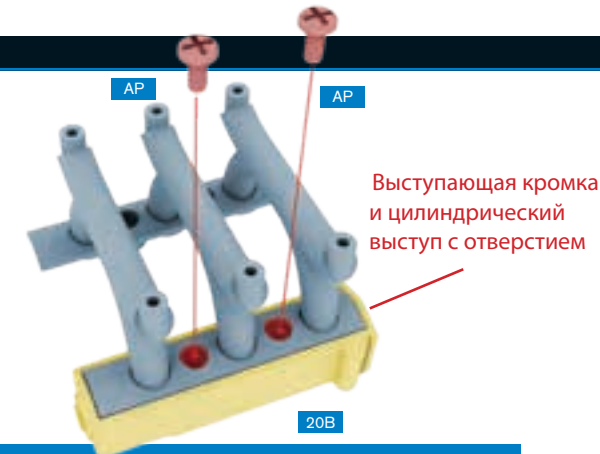 AP
AP
Выступающая кромка
и цилиндрический
выступ с отверстием
20B